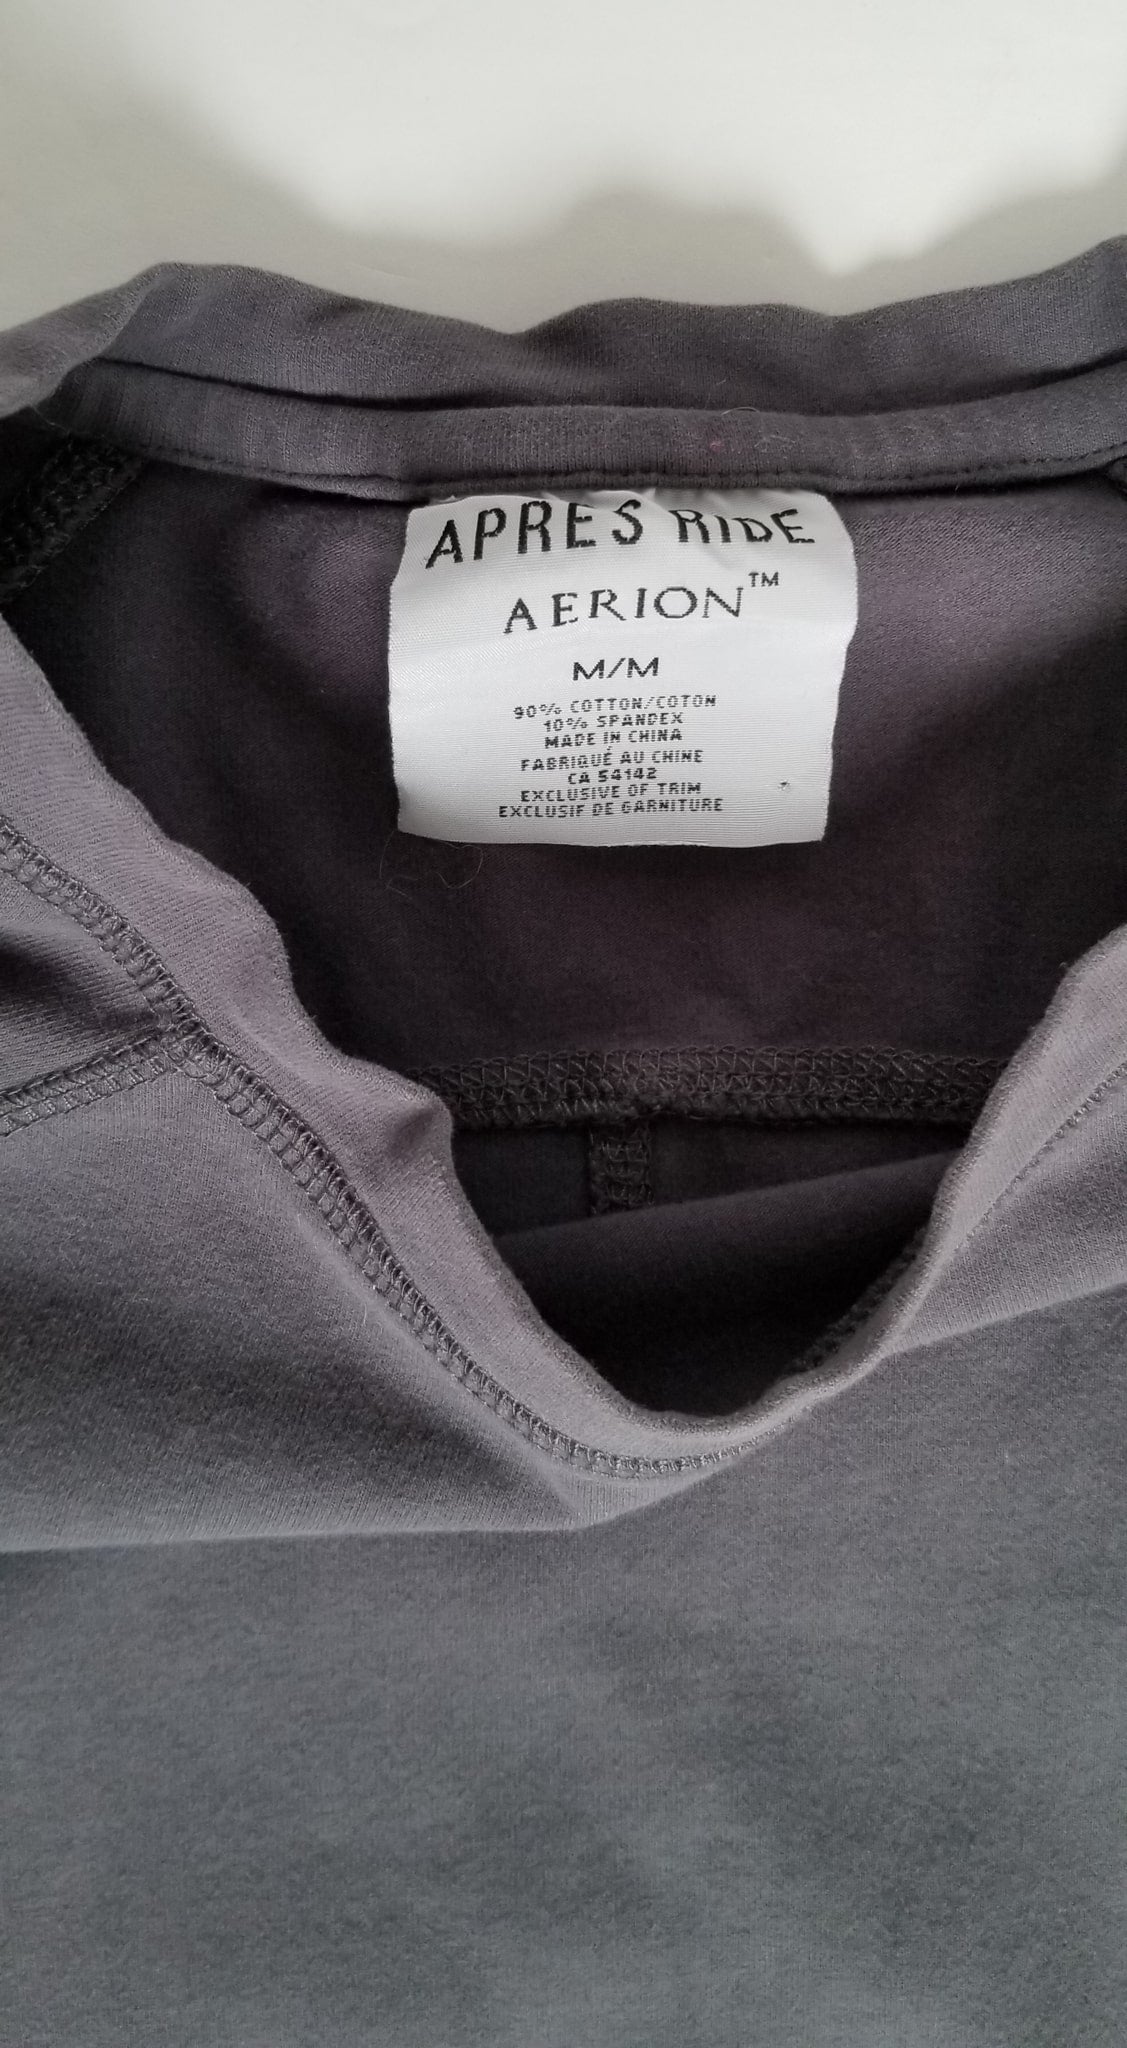 APRES RIDE
AERION™
M/M
90% COTTON/COTON
10% SPANDEX
MADE IN CHINA
FABRIQUÉ AU CHINE
CA 54142
EXCLUSIVE OF TRIM
EXCLUSIF DE GARNITURE